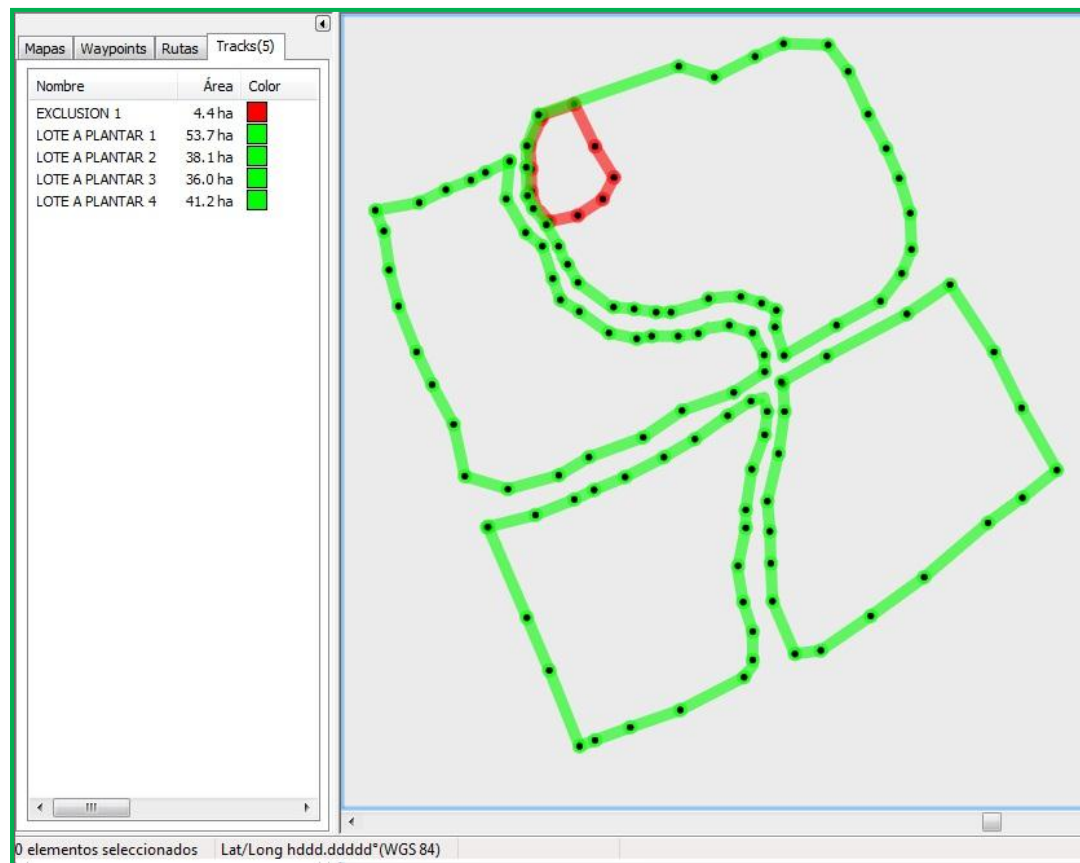 Mapas Waypoints Rutas Tracks(5)
Nombre Área Color
EXCLUSION 1 4.4 ha
LOTE A PLANTAR 1 53.7 ha
LOTE A PLANTAR 2 38.1 ha
LOTE A PLANTAR 3 36.0 ha
LOTE A PLANTAR 4 41.2 ha
0 elementos seleccionados Lat/Long hddd.ddddd°(WGS 84)